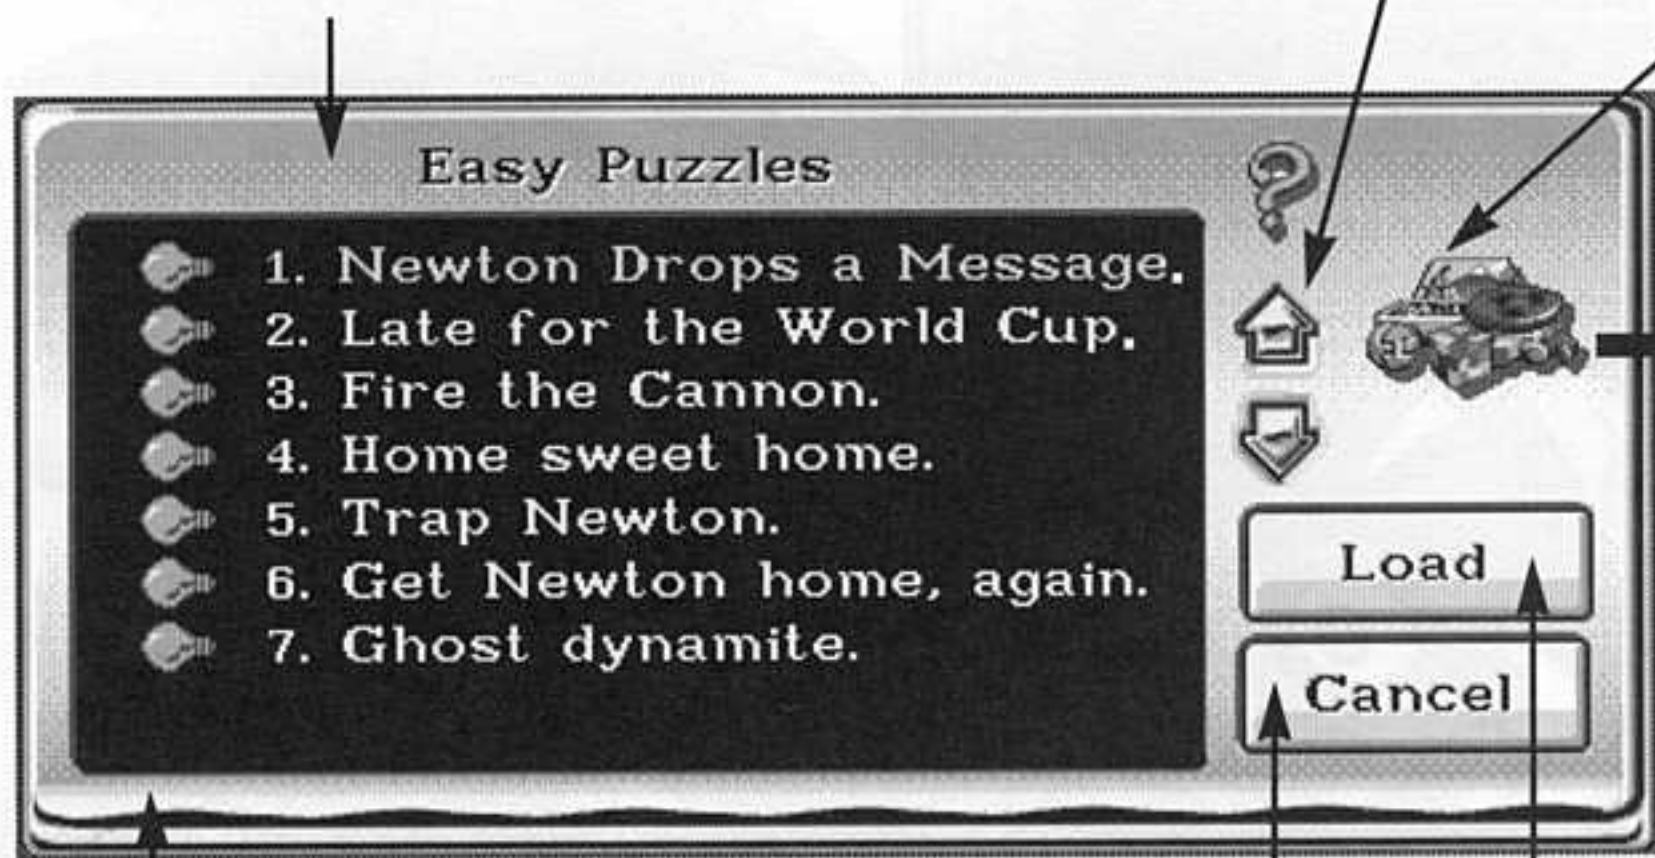 Easy Puzzles
1. Newton Drops a Message.
2. Late for the World Cup.
3. Fire the Cannon.
4. Home sweet home.
5. Trap Newton.
6. Get Newton home, again.
7. Ghost dynamite.
Load
Cancel